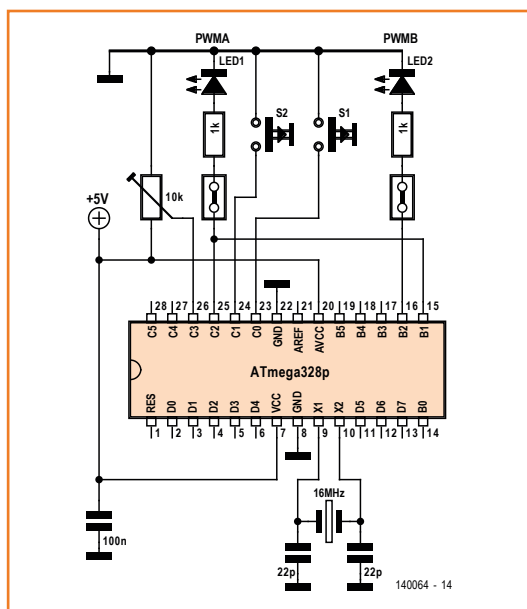 PWMA PWMB
LED1 LED2
S2 S1
1k 1k
10k
+5V
28 27 26 25 24 23 22 21 20 19 18 17 16 15
C5 C4 C3 C2 C1 C0 GND AREF AVCC B5 B4 B3 B2 B1
ATmega328p
RES D0 D1 D2 D3 D4 VCC GND X1 X2 D5 D6 D7 B0
1 2 3 4 5 6 7 8 9 10 11 12 13 14
16MHz
100n
22p 22p
140064 - 14